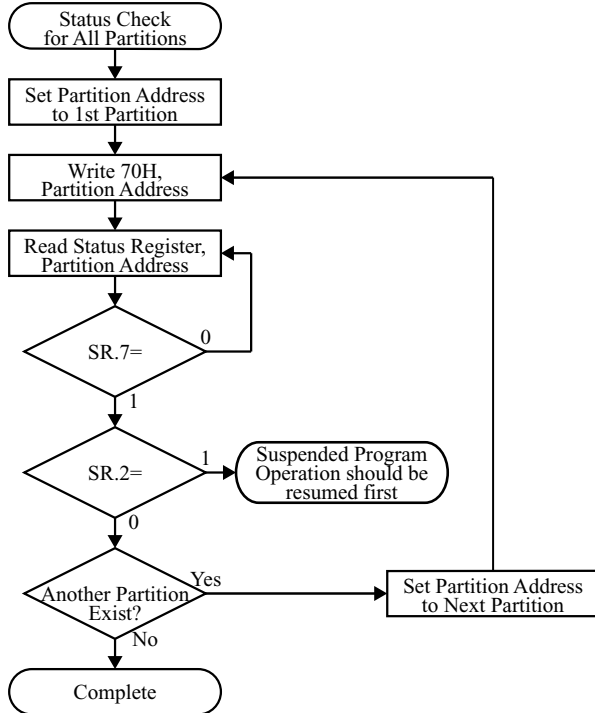 Status Check
for All Partitions
Set Partition Address
to 1st Partition
Write 70H,
Partition Address
Read Status Register,
Partition Address
SR.7=
0
1
SR.2=
1
Suspended Program
Operation should be
resumed first
0
Another Partition
Exist?
Yes
Set Partition Address
to Next Partition
No
Complete